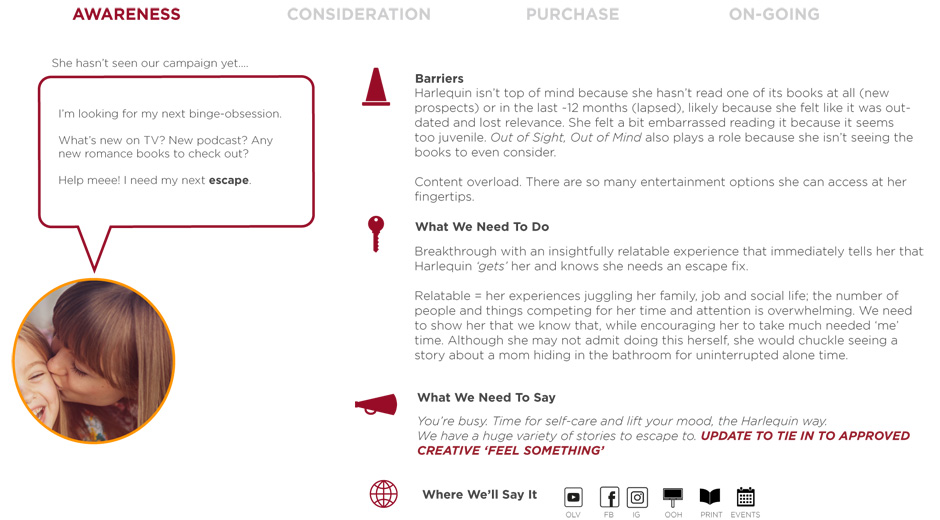 AWARENESS
CONSIDERATION
PURCHASE
ON-GOING
She hasn't seen our campaign yet....
I'm looking for my next binge-obsession.
What's new on TV? New podcast? Any
new romance books to check out?
Help meee! I need my next escape.
Barriers
Harlequin isn't top of mind because she hasn't read one of its books at all (new
prospects) or in the last ~12 months (lapsed), likely because she felt like it was out-
dated and lost relevance. She felt a bit embarrassed reading it because it seems
too juvenile. Out of Sight, Out of Mind also plays a role because she isn't seeing the
books to even consider.
Content overload. There are so many entertainment options she can access at her
fingertips.
What We Need To Do
Breakthrough with an insightfully relatable experience that immediately tells her that
Harlequin 'gets' her and knows she needs an escape fix.
Relatable = her experiences juggling her family, job and social life; the number of
people and things competing for her time and attention is overwhelming. We need
to show her that we know that, while encouraging her to take much needed 'me'
time. Although she may not admit doing this herself, she would chuckle seeing a
story about a mom hiding in the bathroom for uninterrupted alone time.
What We Need To Say
You're busy. Time for self-care and lift your mood, the Harlequin way.
We have a huge variety of stories to escape to. UPDATE TO TIE IN TO APPROVED
CREATIVE 'FEEL SOMETHING'
Where We'll Say It
OLV
FB
IG
OOH
PRINT
EVENTS